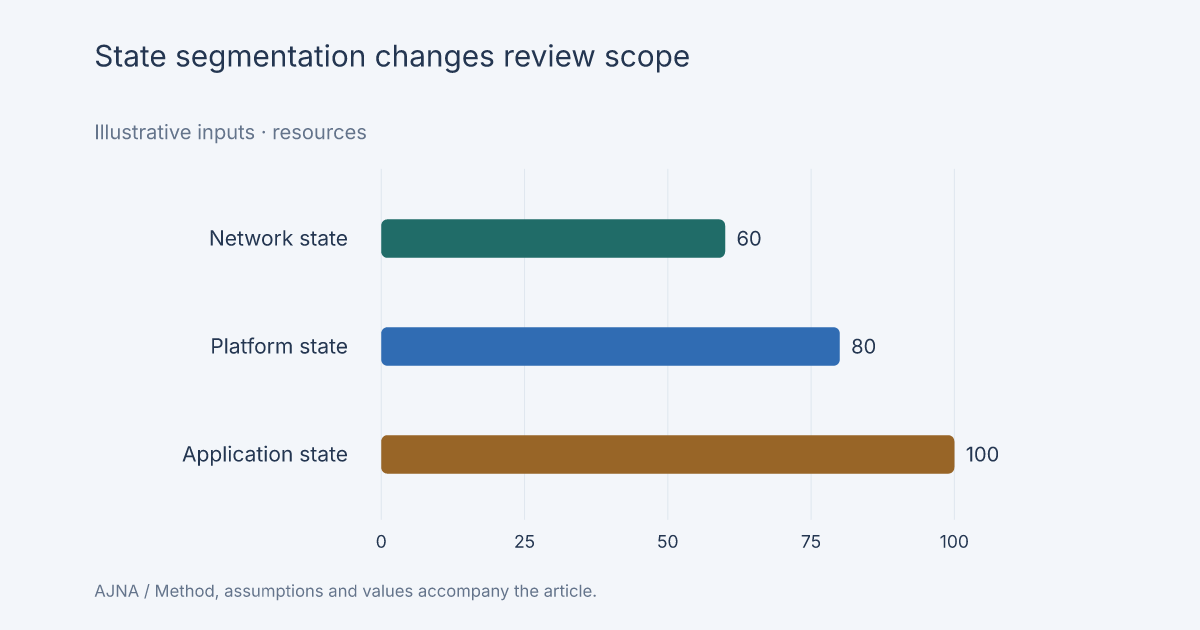 State segmentation changes review scope
Illustrative inputs · resources
Network state
60
Platform state
80
Application state
100
0 25 50 75 100
AJNA / Method, assumptions and values accompany the article.